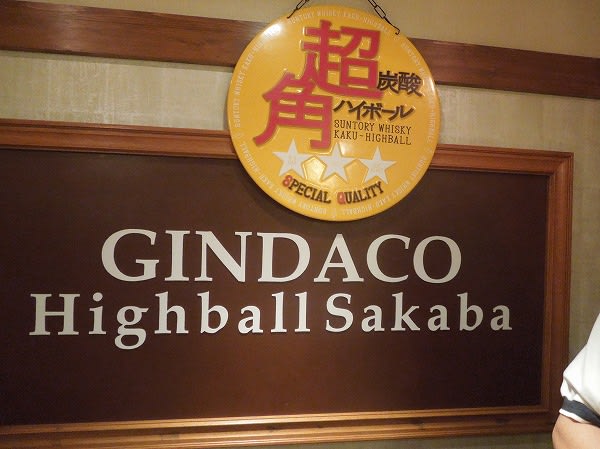 超角
炭酸
ハイボール
SUNTORY WHISKY
KAKU-HIGHBALL
SPECIAL QUALITY
GINDACO
Highball Sakaba